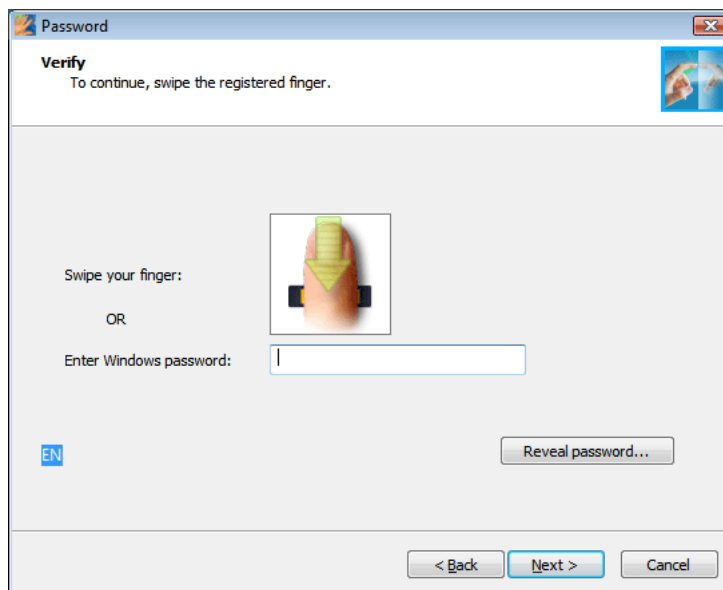 Password
Verify
To continue, swipe the registered finger.
Swipe your finger:
OR
Enter Windows password:
EN
Reveal password...
< Back
Next >
Cancel